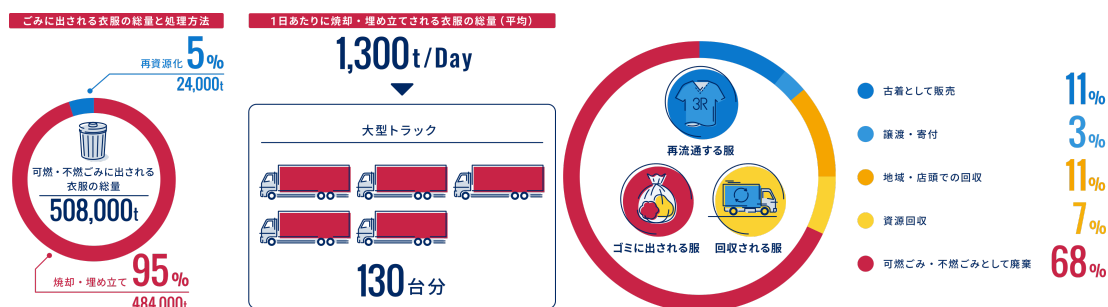 ごみに出される衣服の総量と処理方法
再資源化 5%
24,000t
可燃・不燃ごみに出される
衣服の総量
508,000t
焼却・埋め立て 95%
484,000t
1日あたりに焼却・埋め立てされる衣服の総量(平均)
1,300t/Day
大型トラック
130台分
3R
再流通する服
ゴミに出される服
回収される服
古着として販売 11%
譲渡・寄付 3%
地域・店頭での回収 11%
資源回収 7%
可燃ごみ・不燃ごみとして廃棄 68%